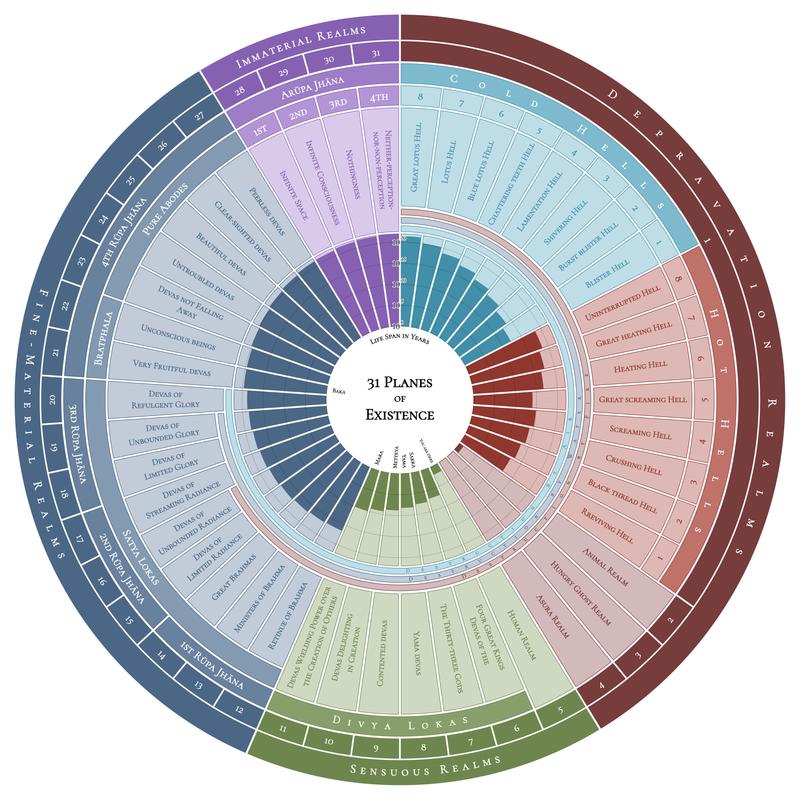 31 Planes
of
Existence
Life Span in Years
Baka
Mara
Metteya
Yama
Sakka
Immaterial Realms
28
29
30
31
Arūpa Jhāna
1st
2nd
3rd
4th
Infinite Space
Infinite Consciousness
Nothingness
Neither-perception-
nor-non-perception
Depravation Realms
1
2
3
4
Cold Hells
8
7
6
5
4
3
2
1
Great Lotus Hell
Lotus Hell
Blue Lotus Hell
Chattering Teeth Hell
Lamentation Hell
Shivering Hell
Burst Blister Hell
Blister Hell
Hot Hells
8
7
6
5
4
3
2
1
Uninterrupted Hell
Great Heating Hell
Heating Hell
Great Screaming Hell
Screaming Hell
Crushing Hell
Black Thread Hell
Rreviving Hell
Animal Realm
Hungry Ghost Realm
Asura Realm
Sensuous Realms
5
6
7
8
9
10
11
Divya Lokas
Human Realm
Four Great Kings
Devas of the
The Thirty-three Gods
Yama devas
Contented devas
Devas Delighting
in Creation
Devas Wielding Power over
the Creation of Others
Fine-Material Realms
12
13
14
15
16
17
18
19
20
21
22
23
24
25
26
27
1st Rūpa Jhāna
2nd Rūpa Jhāna
3rd Rūpa Jhāna
4th Rūpa Jhāna
Satya Lokas
Bratphala
Pure Abodes
Retinue of Brahma
Ministers of Brahma
Great Brahmas
Devas of
Limited Radiance
Devas of
Unbounded Radiance
Devas of
Streaming Radiance
Devas of
Limited Glory
Devas of
Unbounded Glory
Devas of
Refulgent Glory
Very Fruitful devas
Unconscious beings
Devas not Falling
Away
Untroubled devas
Beautiful devas
Clear-sighted devas
Peerless devas